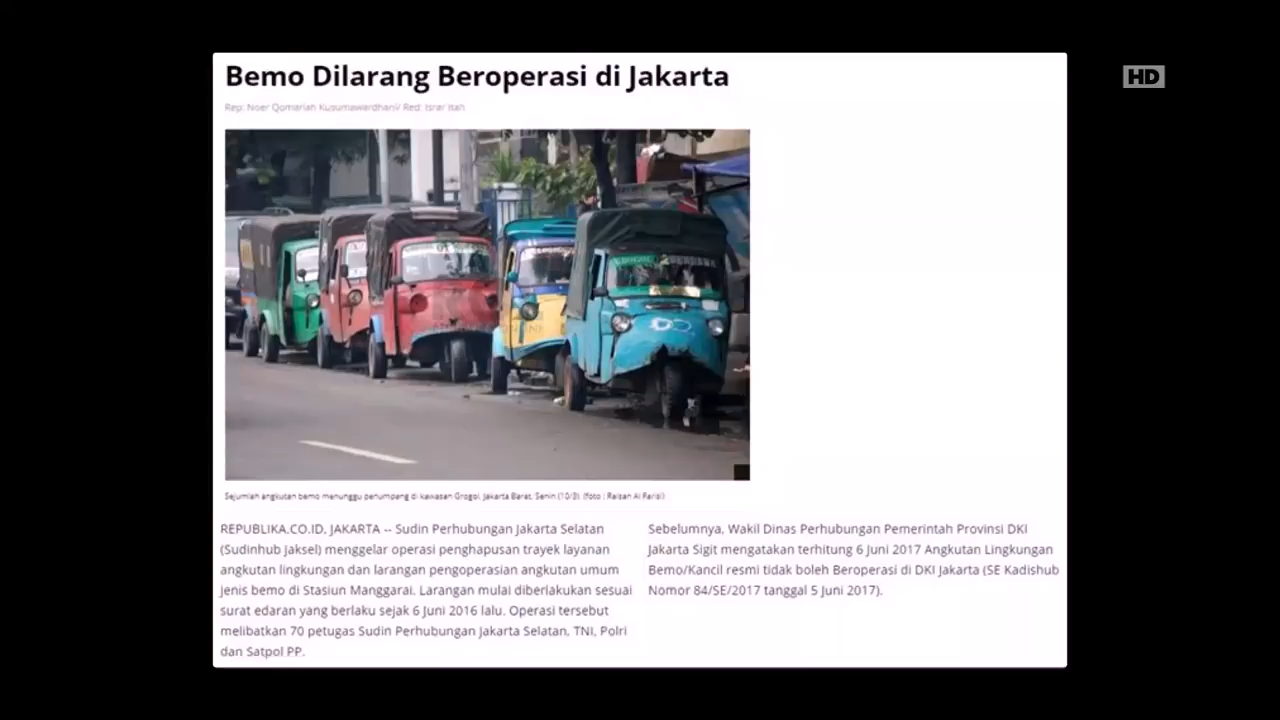 Bemo Dilarang Beroperasi di Jakarta
HD
Rep: Noer Qomariah Kusumawardhani/ Red: Israr Itah
Sejumlah angkutan bemo menunggu penumpang di kawasan Grogol, Jakarta Barat, Senin (10/3). (foto : Raisan Al Farisi)
REPUBLIKA.CO.ID, JAKARTA -- Sudin Perhubungan Jakarta Selatan
(Sudinhub Jaksel) menggelar operasi penghapusan trayek layanan
angkutan lingkungan dan larangan pengoperasian angkutan umum
jenis bemo di Stasiun Manggarai. Larangan mulai diberlakukan sesuai
surat edaran yang berlaku sejak 6 Juni 2016 lalu. Operasi tersebut
melibatkan 70 petugas Sudin Perhubungan Jakarta Selatan, TNI, Polri
dan Satpol PP.
Sebelumnya, Wakil Dinas Perhubungan Pemerintah Provinsi DKI
Jakarta Sigit mengatakan terhitung 6 Juni 2017 Angkutan Lingkungan
Bemo/Kancil resmi tidak boleh Beroperasi di DKI Jakarta (SE Kadishub
Nomor 84/SE/2017 tanggal 5 Juni 2017).